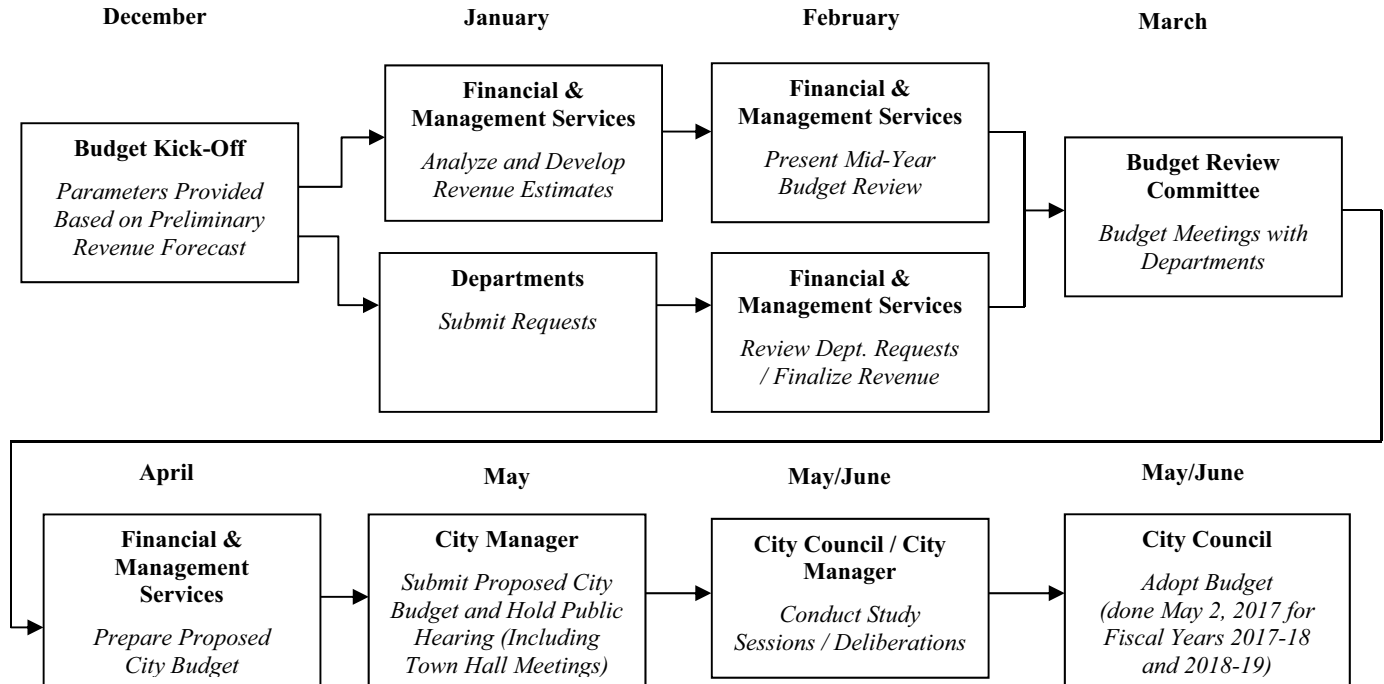 December
January
February
March
Budget Kick-Off
Parameters Provided
Based on Preliminary
Revenue Forecast
Financial &
Management Services
Analyze and Develop
Revenue Estimates
Departments
Submit Requests
Financial &
Management Services
Present Mid-Year
Budget Review
Financial &
Management Services
Review Dept. Requests
/ Finalize Revenue
Budget Review
Committee
Budget Meetings with
Departments
April
May
May/June
May/June
Financial &
Management
Services
Prepare Proposed
City Budget
City Manager
Submit Proposed City
Budget and Hold Public
Hearing (Including
Town Hall Meetings)
City Council / City
Manager
Conduct Study
Sessions / Deliberations
City Council
Adopt Budget
(done May 2, 2017 for
Fiscal Years 2017-18
and 2018-19)